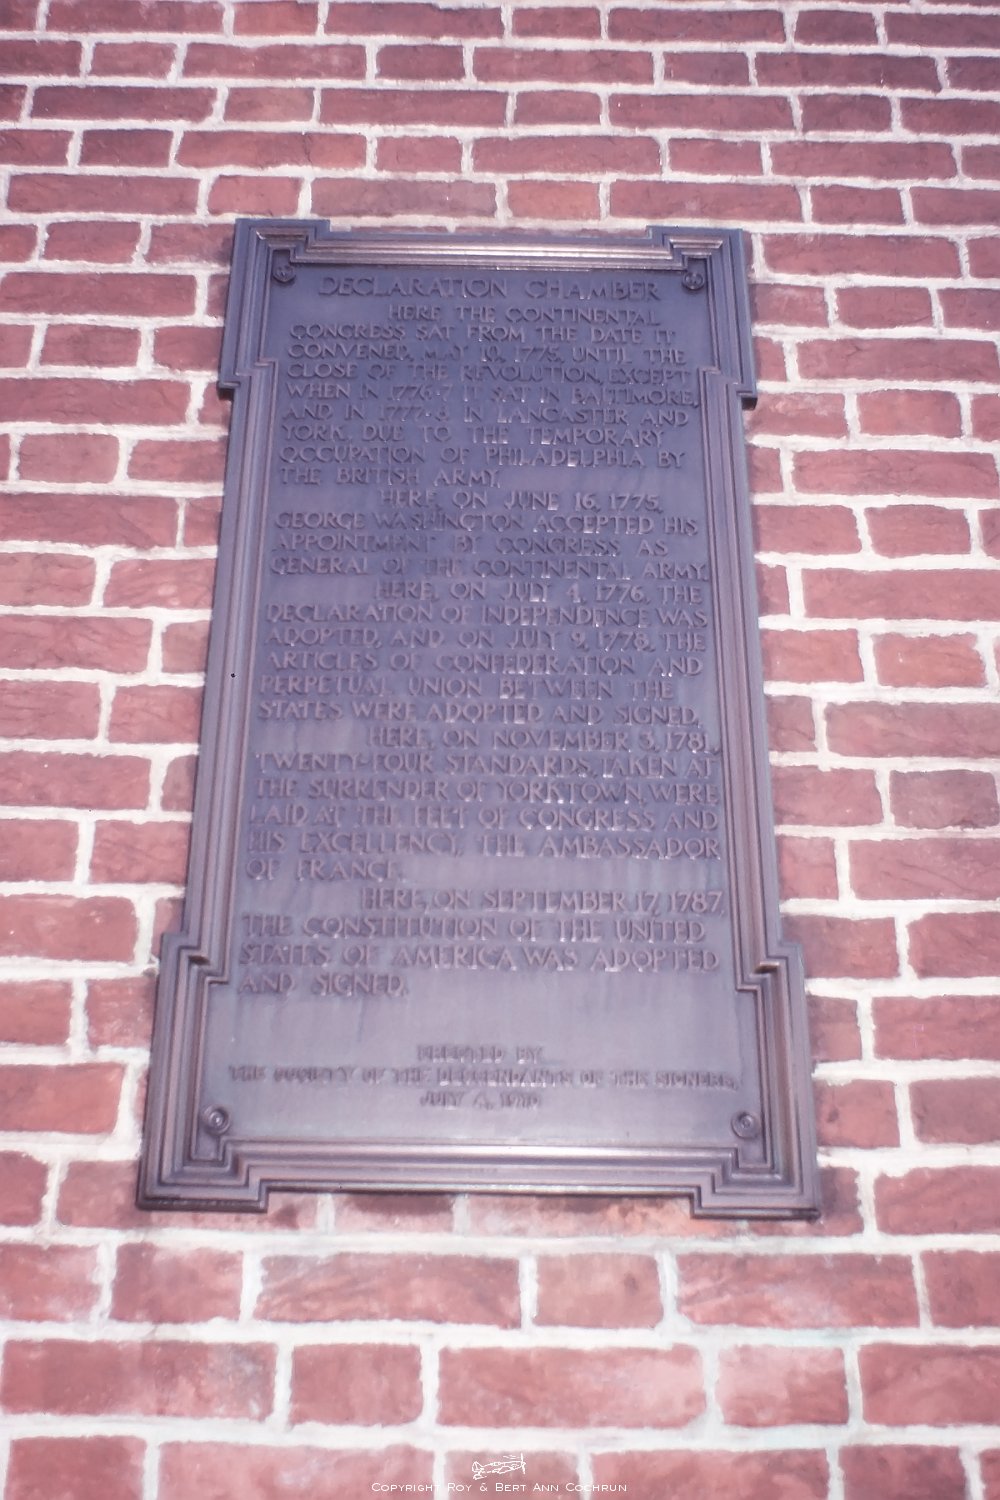 DECLARATION CHAMBER
HERE THE CONTINENTAL
CONGRESS SAT FROM THE DATE IT
CONVENED, MAY 10, 1775, UNTIL THE
CLOSE OF THE REVOLUTION, EXCEPT
WHEN IN 1776-7 IT SAT IN BALTIMORE,
AND IN 1777-8 IN LANCASTER AND
YORK, DUE TO THE TEMPORARY
OCCUPATION OF PHILADELPHIA BY
THE BRITISH ARMY.
HERE, ON JUNE 16, 1775,
GEORGE WASHINGTON ACCEPTED HIS
APPOINTMENT BY CONGRESS AS
GENERAL OF THE CONTINENTAL ARMY.
HERE, ON JULY 4, 1776, THE
DECLARATION OF INDEPENDENCE WAS
ADOPTED, AND ON JULY 9, 1778, THE
ARTICLES OF CONFEDERATION AND
PERPETUAL UNION BETWEEN THE
STATES WERE ADOPTED AND SIGNED.
HERE, ON NOVEMBER 3, 1781,
TWENTY-FOUR STANDARDS, TAKEN AT
THE SURRENDER OF YORKTOWN, WERE
LAID AT THE FEET OF CONGRESS AND
HIS EXCELLENCY, THE AMBASSADOR
OF FRANCE.
HERE, ON SEPTEMBER 17, 1787,
THE CONSTITUTION OF THE UNITED
STATES OF AMERICA WAS ADOPTED
AND SIGNED.
ERECTED BY
THE SOCIETY OF THE DESCENDANTS OF THE SIGNERS,
JULY 4,
COPYRIGHT ROY & BERT ANN COCHRUN